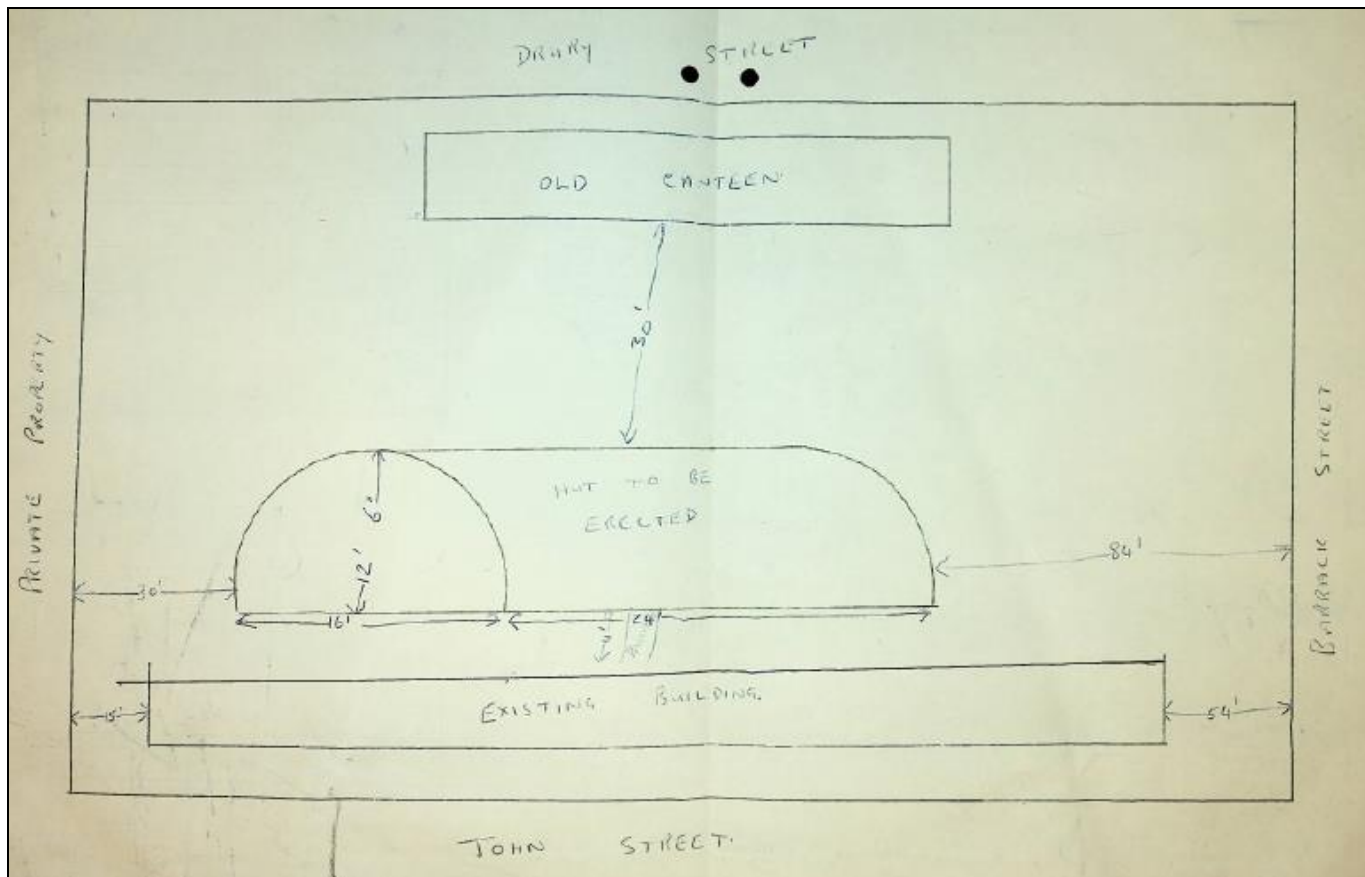 DRURY STREET
OLD CANTEEN
30'
PRIVATE PROPERTY
BARRACK STREET
HUT TO BE
ERECTED
6'
12'
84'
30'
16'
24'
EXISTING BUILDING.
15'
54'
JOHN STREET.